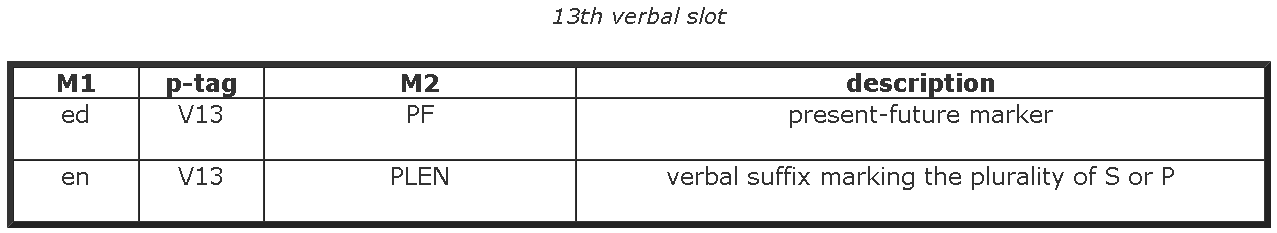 13th verbal slot
M1 p-tag M2 description
ed V13 PF present-future marker
en V13 PLEN verbal suffix marking the plurality of S or P